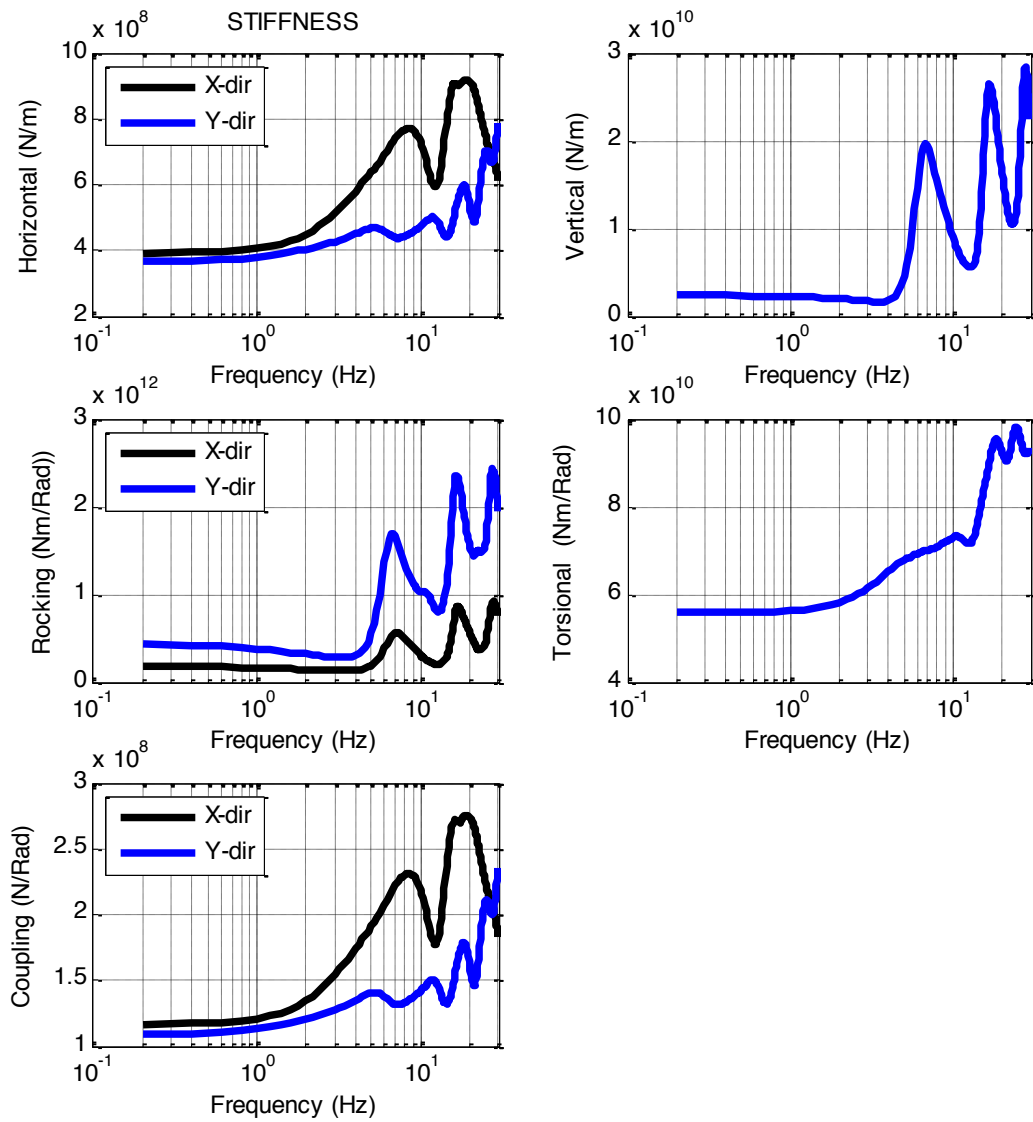 STIFFNESS
x 10^8
10
8
6
4
2
Horizontal (N/m)
X-dir
Y-dir
10^-1
10^0
10^1
Frequency (Hz)
x 10^10
3
2
1
0
Vertical (N/m)
10^-1
10^0
10^1
Frequency (Hz)
x 10^12
3
2
1
0
Rocking (Nm/Rad))
X-dir
Y-dir
10^-1
10^0
10^1
Frequency (Hz)
x 10^10
10
8
6
4
Torsional (Nm/Rad)
10^-1
10^0
10^1
Frequency (Hz)
x 10^8
3
2.5
2
1.5
1
Coupling (N/Rad)
X-dir
Y-dir
10^-1
10^0
10^1
Frequency (Hz)